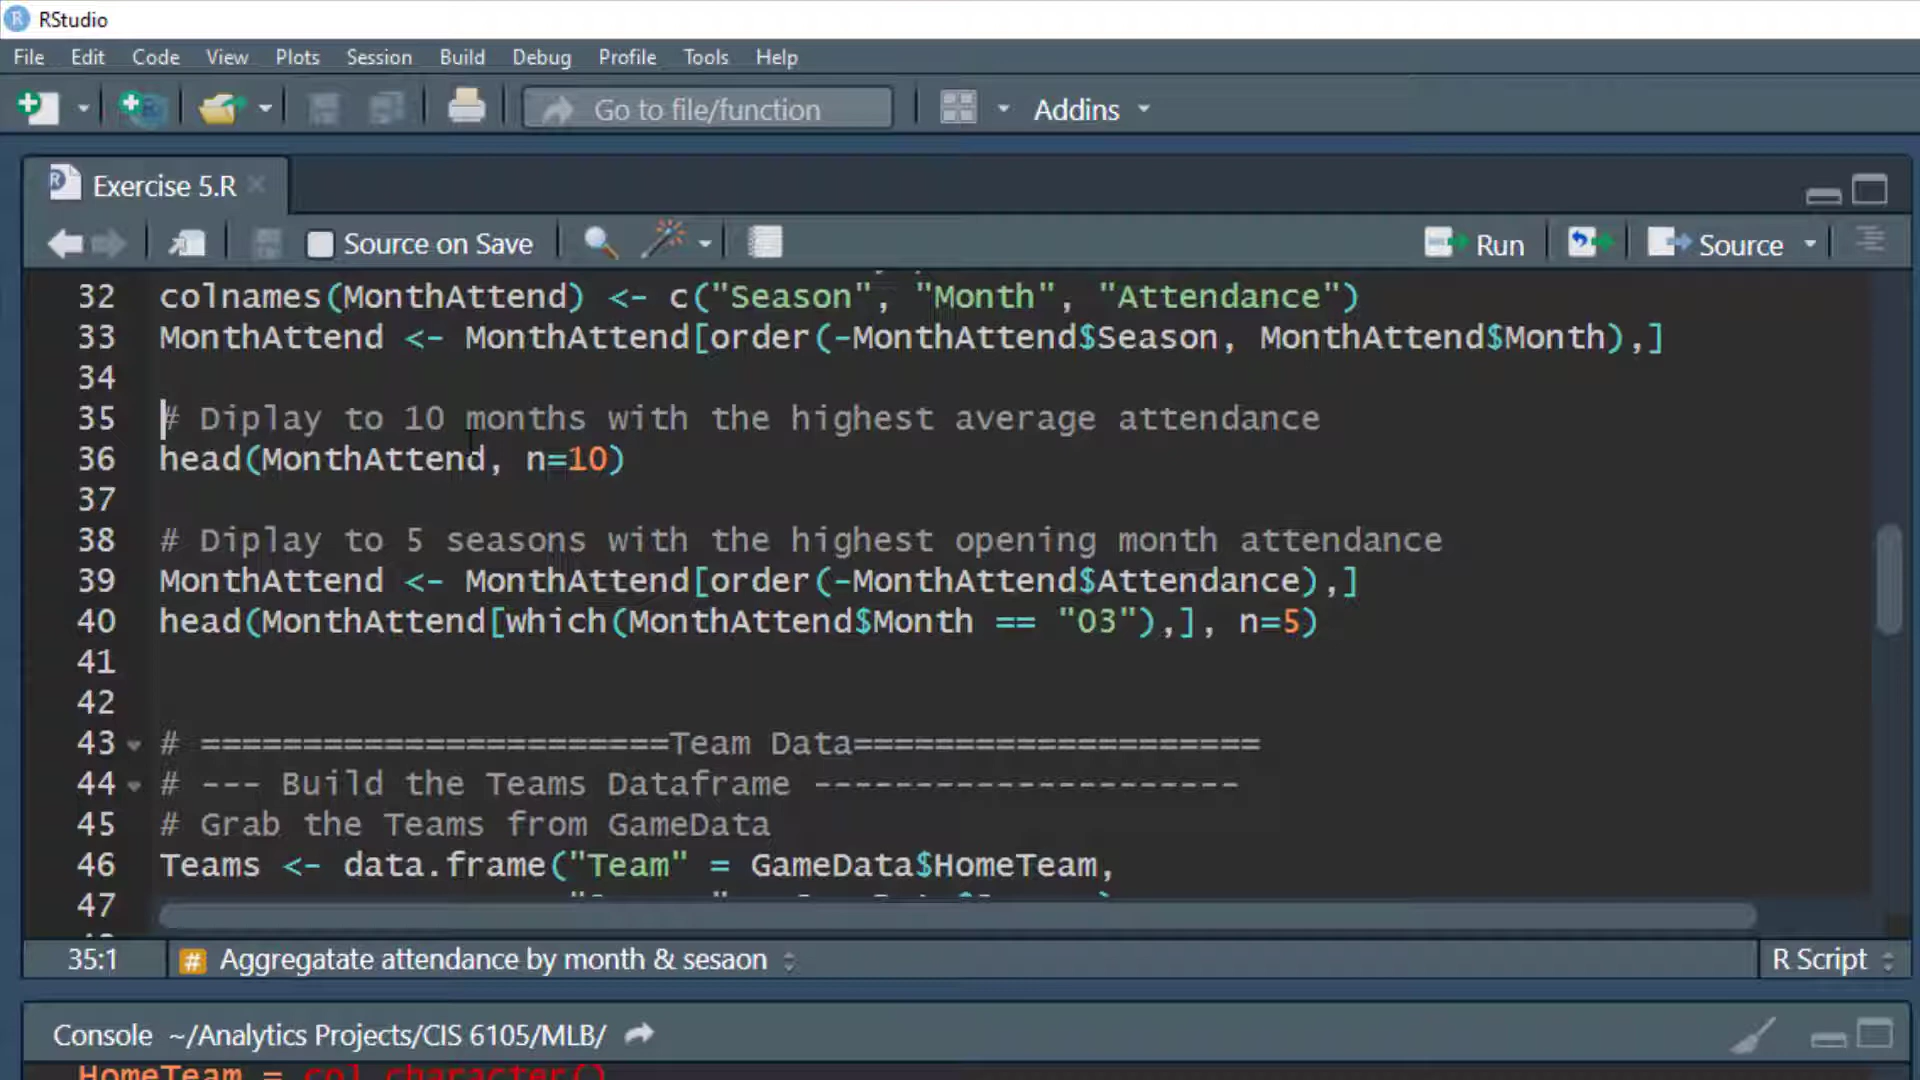 RStudio
File Edit Code View Plots Session Build Debug Profile Tools Help
Go to file/function Addins
Exercise 5.R
Source on Save Run Source
32 colnames(MonthAttend) <- c("Season", "Month", "Attendance")
33 MonthAttend <- MonthAttend[order(-MonthAttend$Season, MonthAttend$Month),]
34
35 # Diplay to 10 months with the highest average attendance
36 head(MonthAttend, n=10)
37
38 # Diplay to 5 seasons with the highest opening month attendance
39 MonthAttend <- MonthAttend[order(-MonthAttend$Attendance),]
40 head(MonthAttend[which(MonthAttend$Month == "03"),], n=5)
41
42
43 # =======================Team Data====================
44 # --- Build the Teams Dataframe ---------------------
45 # Grab the Teams from GameData
46 Teams <- data.frame("Team" = GameData$HomeTeam,
47
35:1 # Aggregatate attendance by month & sesaon R Script
Console ~/Analytics Projects/CIS 6105/MLB/
HomeTeam = col_character()